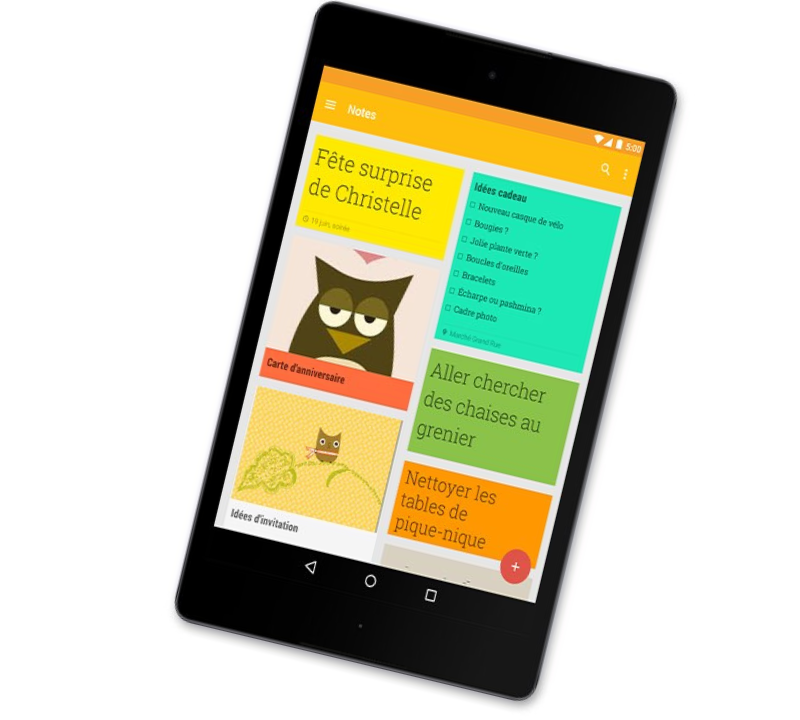 5:00
Notes
Fête surprise
de Christelle
19 juin, soirée
Carte d'anniversaire
Idées d'invitation
Idées cadeau
Nouveau casque de vélo
Bougies ?
Jolie plante verte ?
Boucles d'oreilles
Bracelets
Écharpe ou pashmina ?
Cadre photo
Marché Grand Rue
Aller chercher
des chaises au
grenier
Nettoyer les
tables de
pique-nique